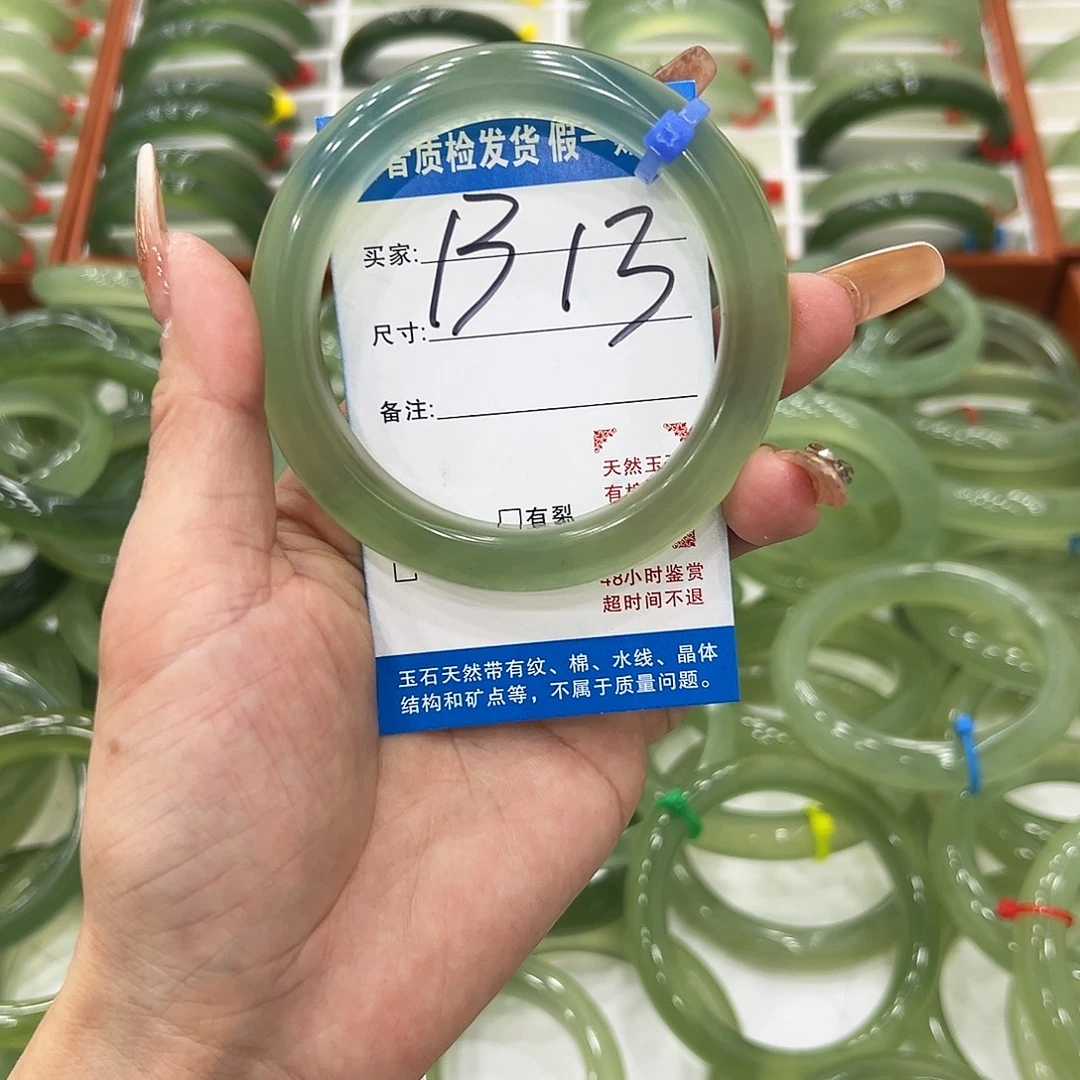 质检发货 假一
买家: B 13
尺寸:
备注:
天然玉
有
有裂
48小时鉴赏
超时间不退
玉石天然带有纹、棉、水线、晶体
结构和矿点等，不属于质量问题。